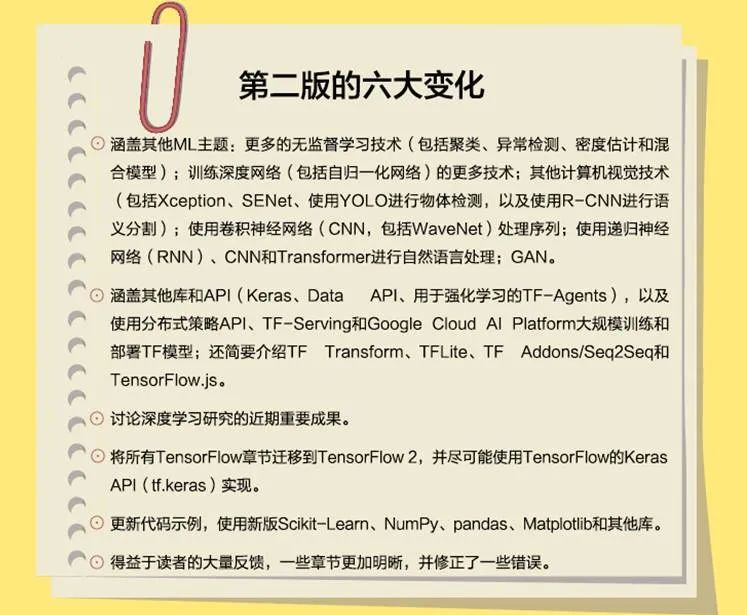 第二版的六大变化
涵盖其他ML主题：更多的无监督学习技术（包括聚类、异常检测、密度估计和混
合模型）；训练深度网络（包括自归一化网络）的更多技术；其他计算机视觉技术
（包括Xception、SENet、使用YOLO进行物体检测，以及使用R-CNN进行语
义分割）；使用卷积神经网络（CNN，包括WaveNet）处理序列；使用递归神经
网络（RNN）、CNN和Transformer进行自然语言处理；GAN。
涵盖其他库和API（Keras、Data API、用于强化学习的TF-Agents），以及
使用分布式策略API、TF-Serving和Google Cloud AI Platform大规模训练和
部署TF模型；还简要介绍TF Transform、TFLite、TF Addons/Seq2Seq和
TensorFlow.js。
讨论深度学习研究的近期重要成果。
将所有TensorFlow章节迁移到TensorFlow 2，并尽可能使用TensorFlow的Keras
API（tf.keras）实现。
更新代码示例，使用新版Scikit-Learn、NumPy、pandas、Matplotlib和其他库。
得益于读者的大量反馈，一些章节更加明晰，并修正了一些错误。